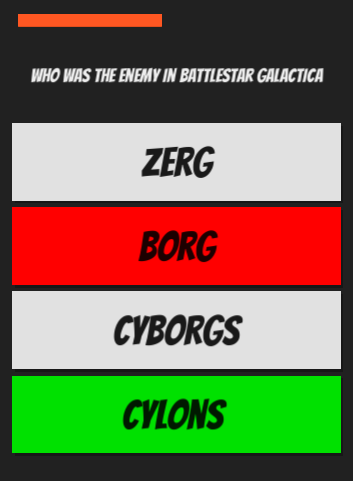 WHO WAS THE ENEMY IN BATTLESTAR GALACTICA
ZERG
BORG
CYBORGS
CYLONS